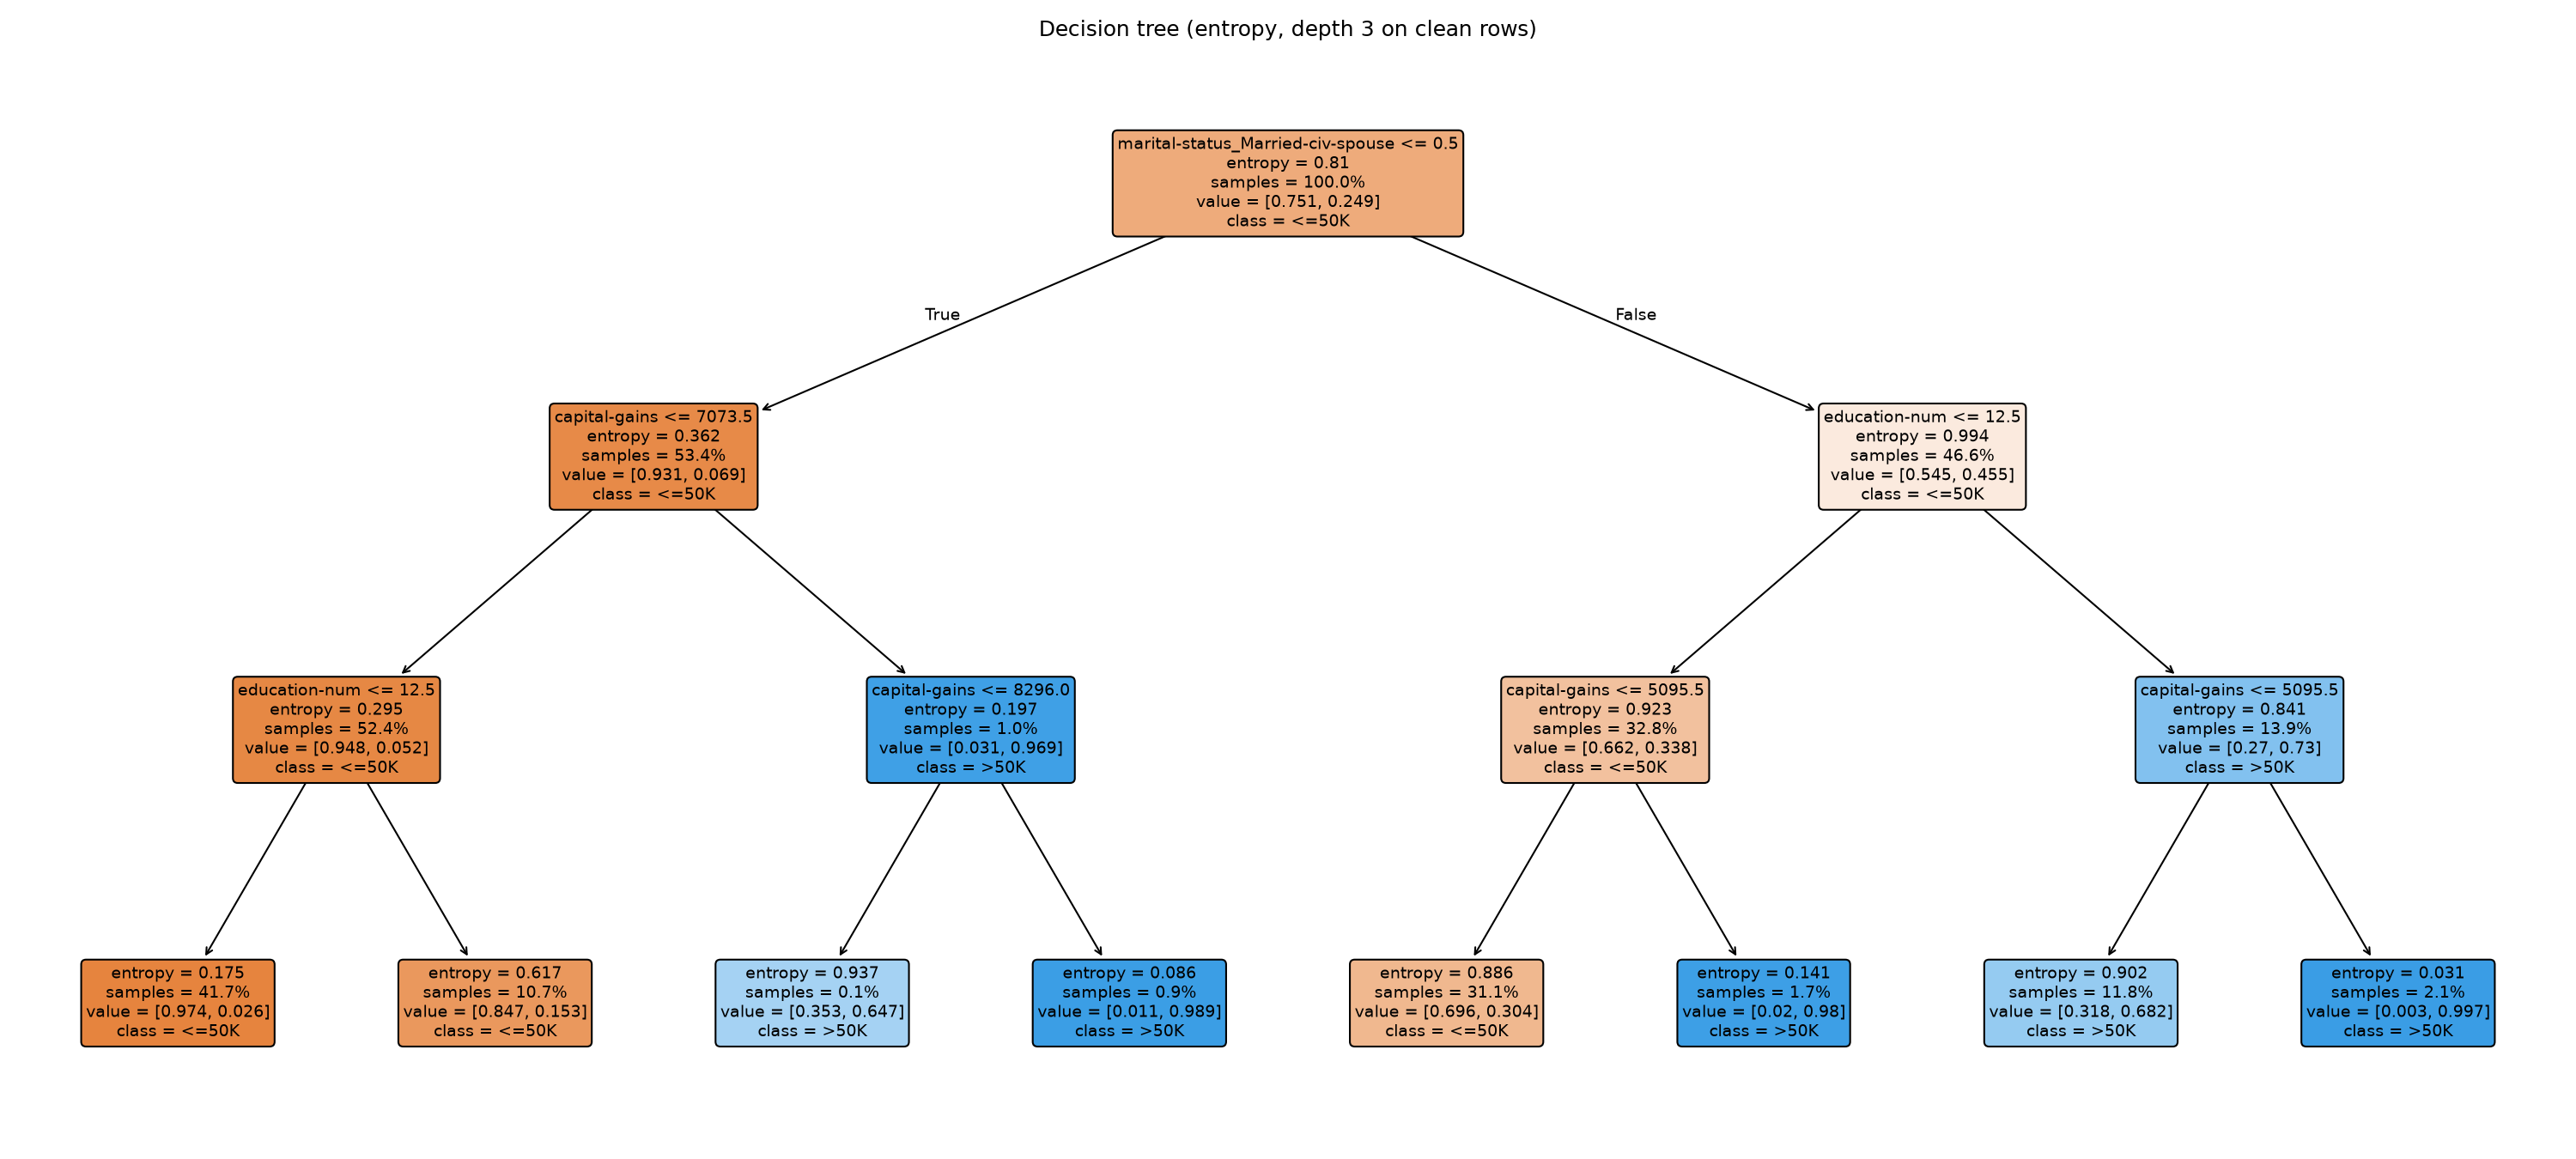 Decision tree (entropy, depth 3 on clean rows)
marital-status_Married-civ-spouse <= 0.5
entropy = 0.81
samples = 100.0%
value = [0.751, 0.249]
class = <=50K
True
False
capital-gains <= 7073.5
entropy = 0.362
samples = 53.4%
value = [0.931, 0.069]
class = <=50K
education-num <= 12.5
entropy = 0.994
samples = 46.6%
value = [0.545, 0.455]
class = <=50K
education-num <= 12.5
entropy = 0.295
samples = 52.4%
value = [0.948, 0.052]
class = <=50K
capital-gains <= 8296.0
entropy = 0.197
samples = 1.0%
value = [0.031, 0.969]
class = >50K
capital-gains <= 5095.5
entropy = 0.923
samples = 32.8%
value = [0.662, 0.338]
class = <=50K
capital-gains <= 5095.5
entropy = 0.841
samples = 13.9%
value = [0.27, 0.73]
class = >50K
entropy = 0.175
samples = 41.7%
value = [0.974, 0.026]
class = <=50K
entropy = 0.617
samples = 10.7%
value = [0.847, 0.153]
class = <=50K
entropy = 0.937
samples = 0.1%
value = [0.353, 0.647]
class = >50K
entropy = 0.086
samples = 0.9%
value = [0.011, 0.989]
class = >50K
entropy = 0.886
samples = 31.1%
value = [0.696, 0.304]
class = <=50K
entropy = 0.141
samples = 1.7%
value = [0.02, 0.98]
class = >50K
entropy = 0.902
samples = 11.8%
value = [0.318, 0.682]
class = >50K
entropy = 0.031
samples = 2.1%
value = [0.003, 0.997]
class = >50K